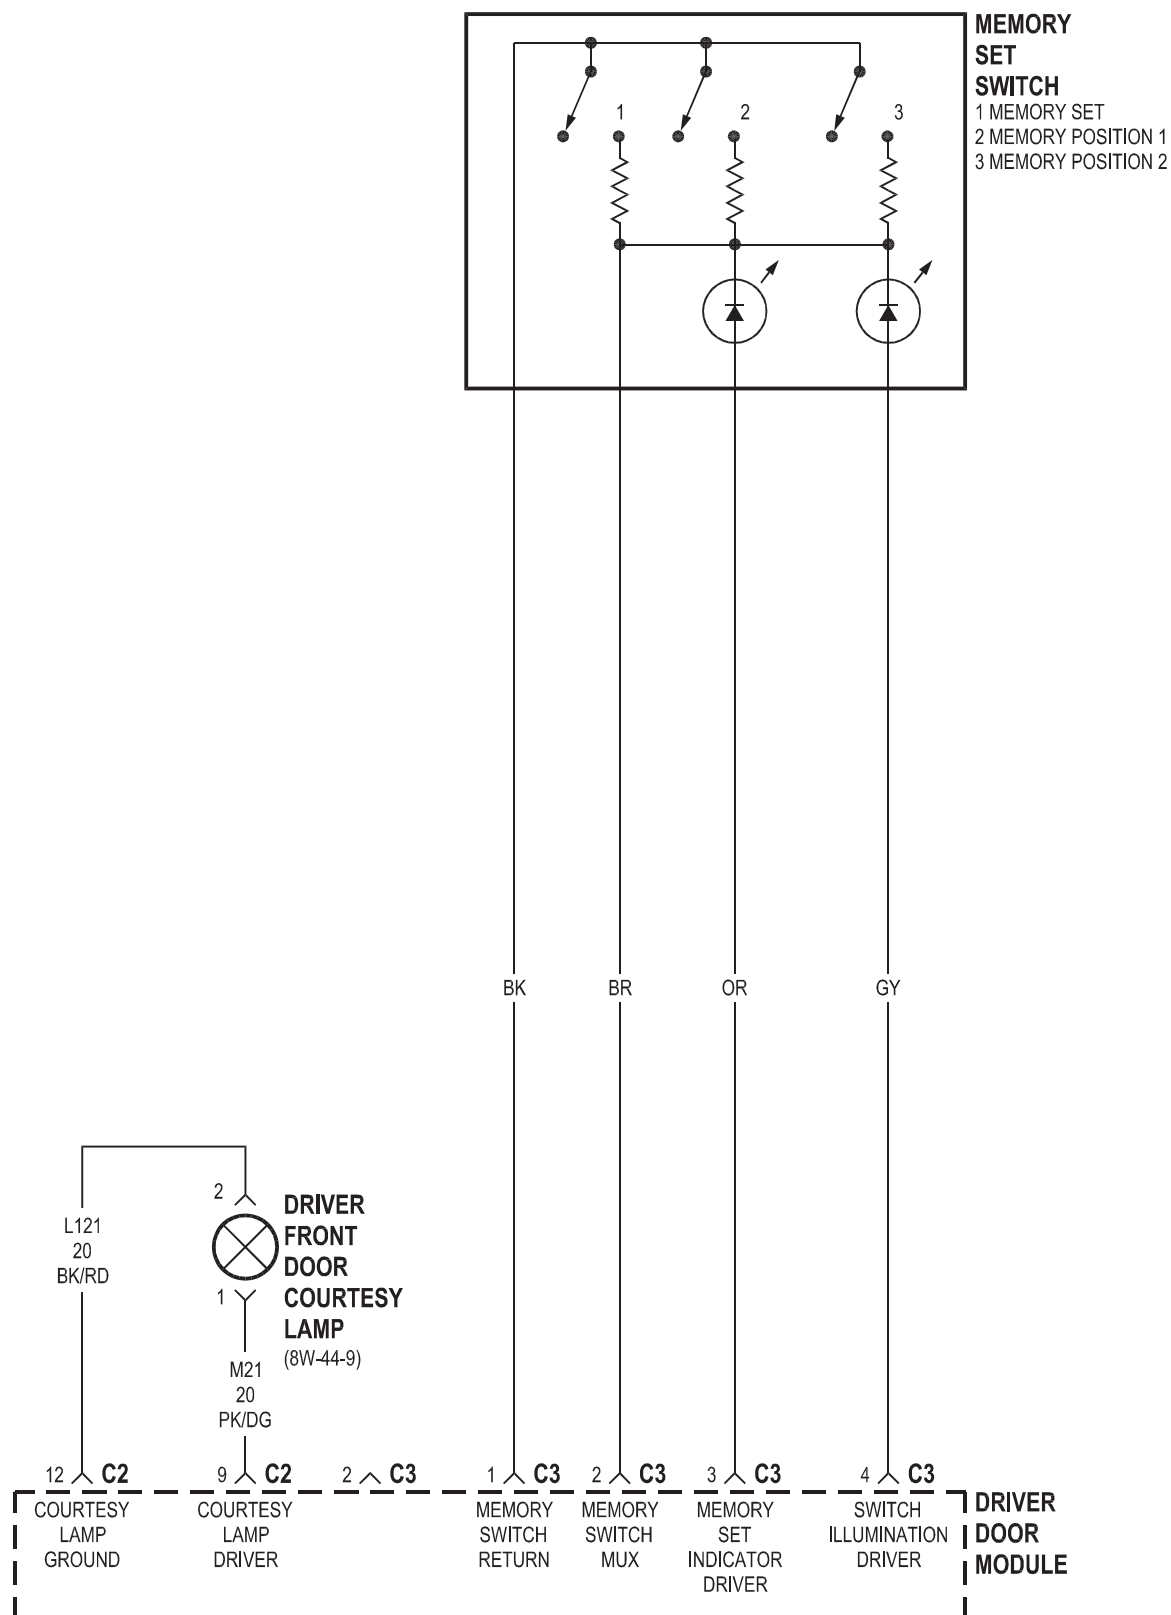 MEMORY
SET
SWITCH
1 MEMORY SET
2 MEMORY POSITION 1
3 MEMORY POSITION 2
1
2
3
BK
BR
OR
GY
2
DRIVER
FRONT
DOOR
COURTESY
LAMP
(8W-44-9)
1
L121
20
BK/RD
M21
20
PK/DG
12 C2
9 C2
2 C3
1 C3
2 C3
3 C3
4 C3
COURTESY
LAMP
GROUND
COURTESY
LAMP
DRIVER
MEMORY
SWITCH
RETURN
MEMORY
SWITCH
MUX
MEMORY
SET
INDICATOR
DRIVER
SWITCH
ILLUMINATION
DRIVER
DRIVER
DOOR
MODULE